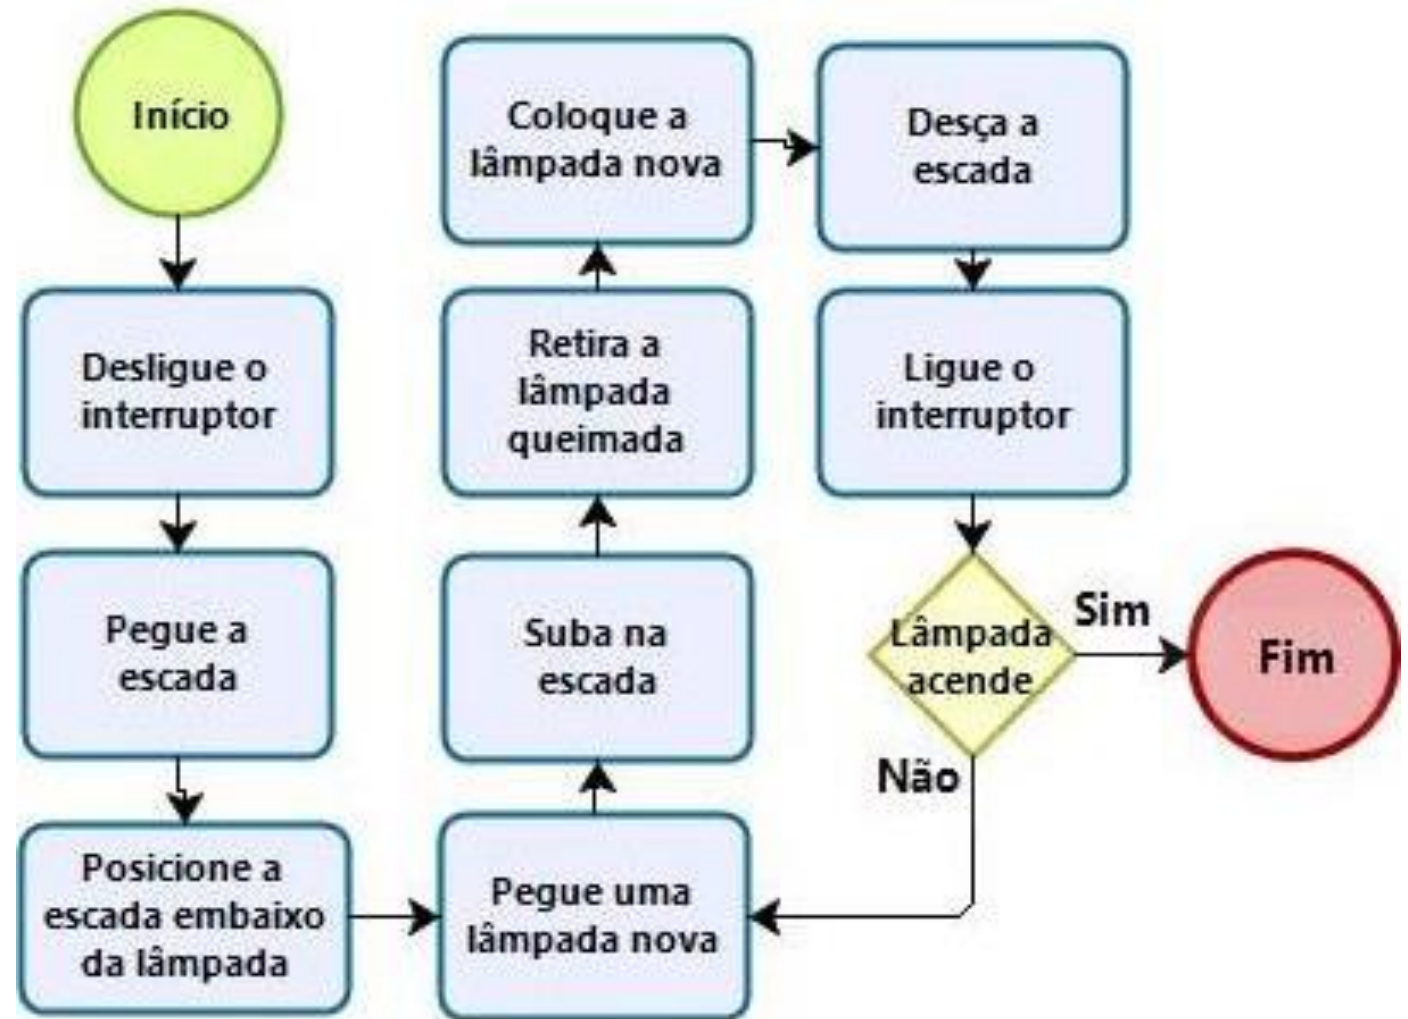 Início
Desligue o
interruptor
Pegue a
escada
Posicione a
escada embaixo
da lâmpada
Pegue uma
lâmpada nova
Suba na
escada
Retira a
lâmpada
queimada
Coloque a
lâmpada nova
Desça a
escada
Ligue o
interruptor
Lâmpada
acende
Sim
Não
Fim